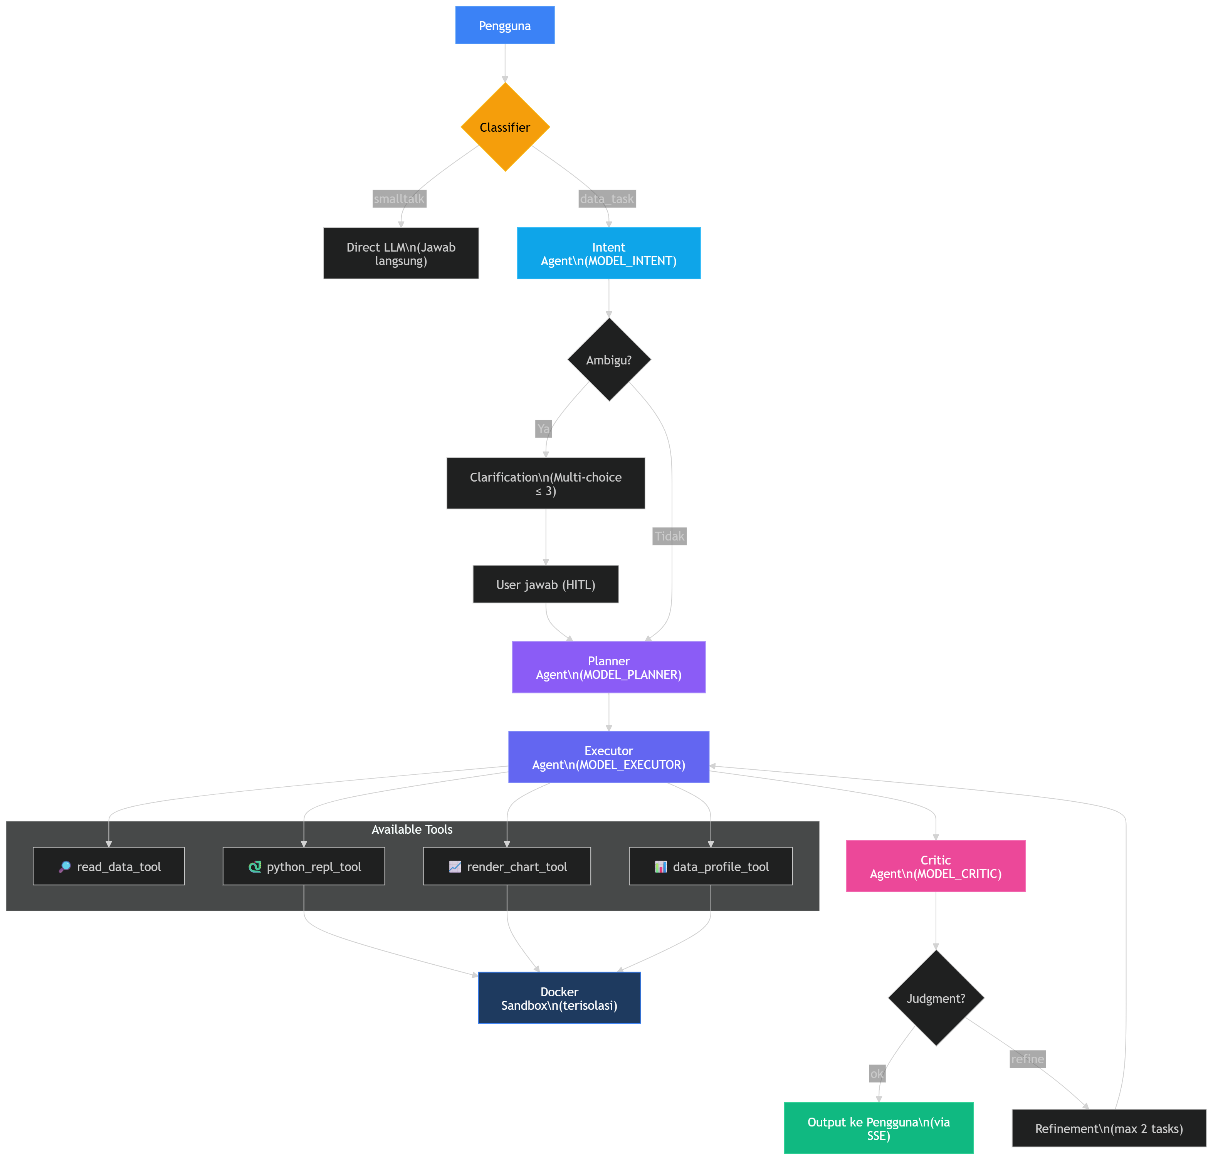 Pengguna
Classifier
smalltalk
data_task
Direct LLM\n(Jawab
langsung)
Intent
Agent\n(MODEL_INTENT)
Ambigu?
Ya
Clarification\n(Multi-choice
≤ 3)
Tidak
User jawab (HITL)
Planner
Agent\n(MODEL_PLANNER)
Executor
Agent\n(MODEL_EXECUTOR)
Available Tools
🔎 read_data_tool
python_repl_tool
📈 render_chart_tool
📊 data_profile_tool
Critic
Agent\n(MODEL_CRITIC)
Docker
Sandbox\n(terisolasi)
Judgment?
ok
refine
Output ke Pengguna\n(via
SSE)
Refinement\n(max 2 tasks)